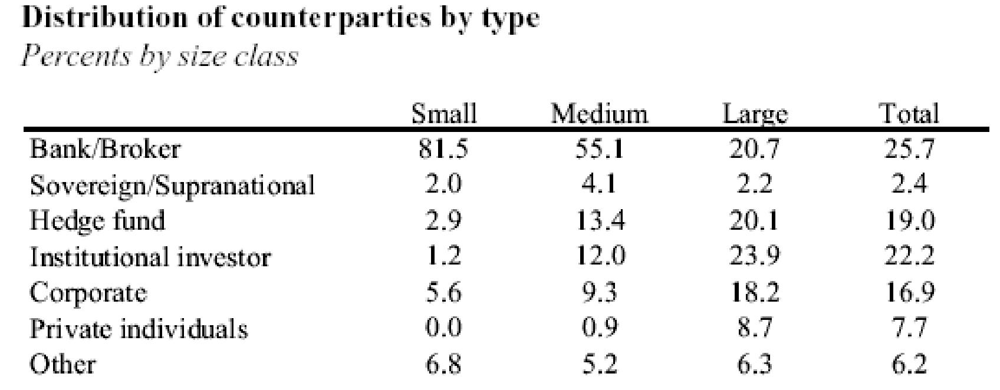 Distribution of counterparties by type
Percents by size class
Small Medium Large Total
Bank/Broker 81.5 55.1 20.7 25.7
Sovereign/Supranational 2.0 4.1 2.2 2.4
Hedge fund 2.9 13.4 20.1 19.0
Institutional investor 1.2 12.0 23.9 22.2
Corporate 5.6 9.3 18.2 16.9
Private individuals 0.0 0.9 8.7 7.7
Other 6.8 5.2 6.3 6.2